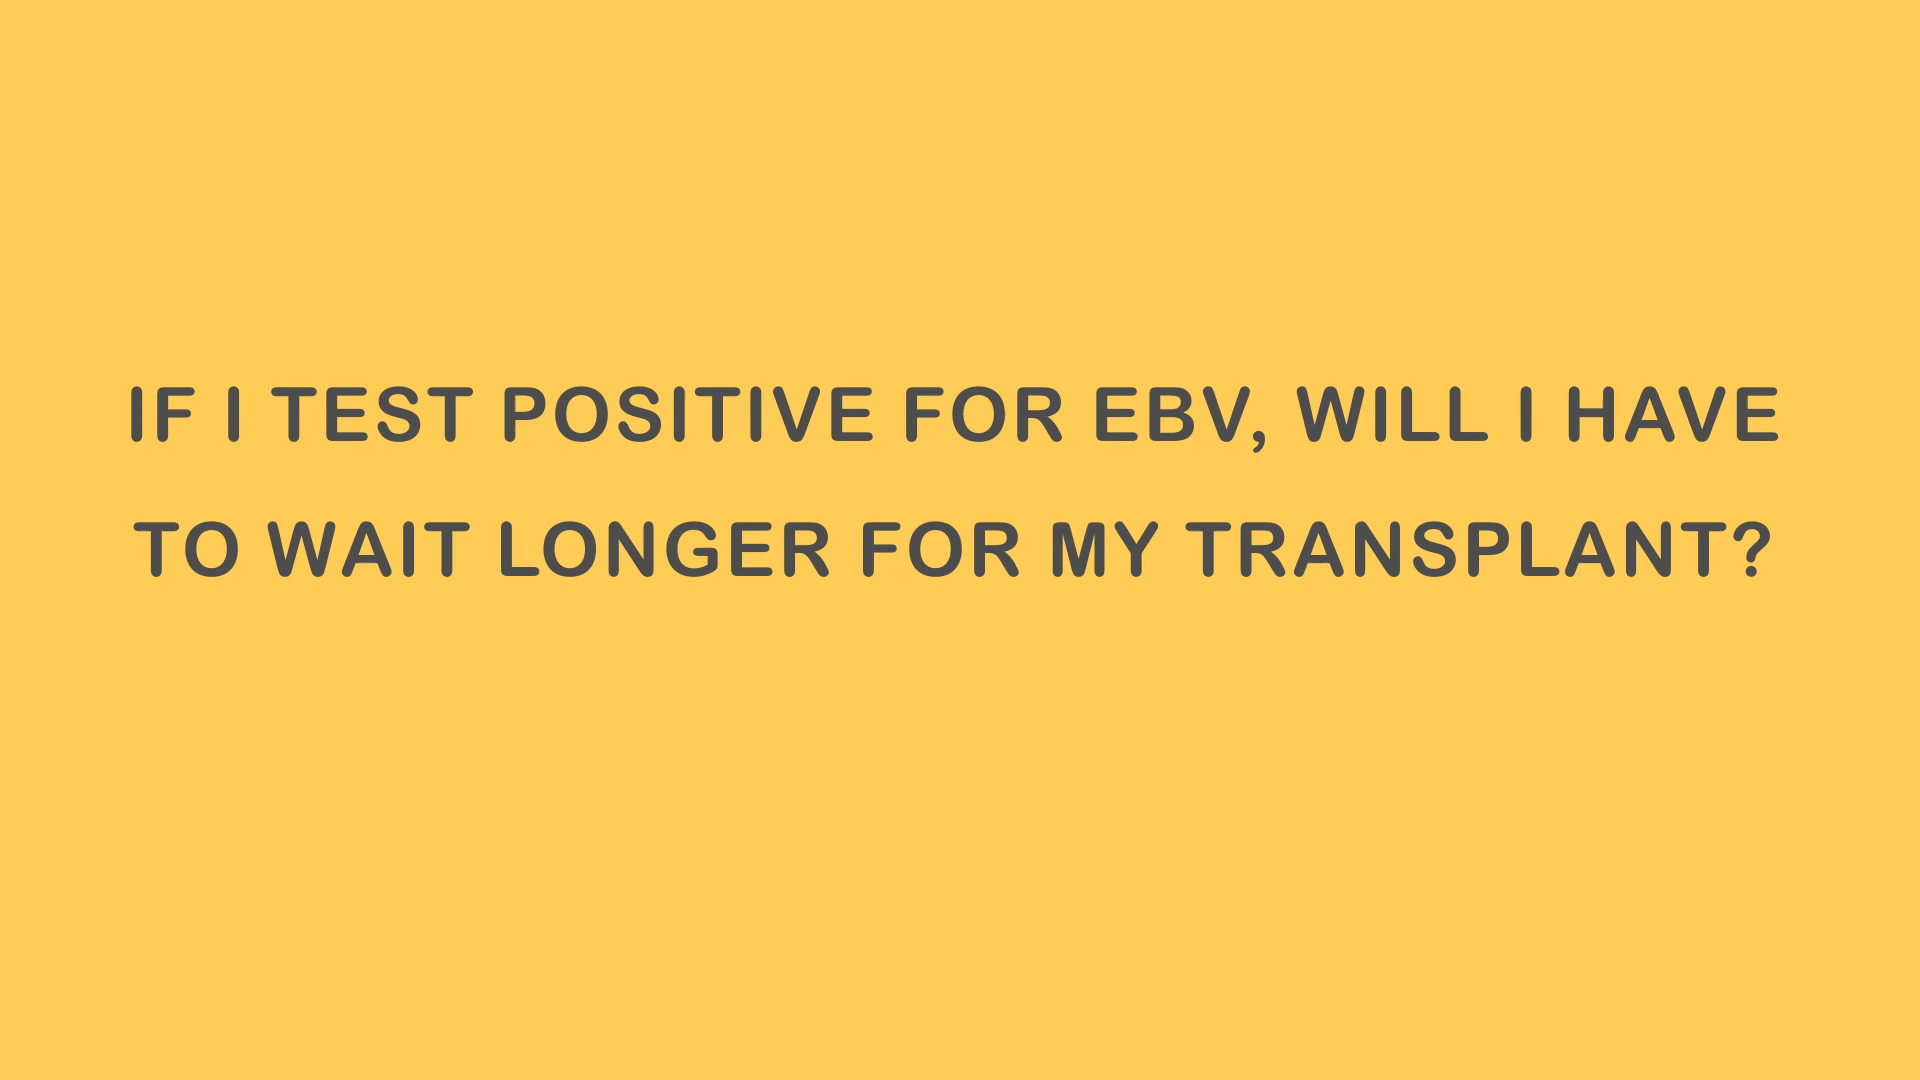 IF I TEST POSITIVE FOR EBV, WILL I HAVE
TO WAIT LONGER FOR MY TRANSPLANT?